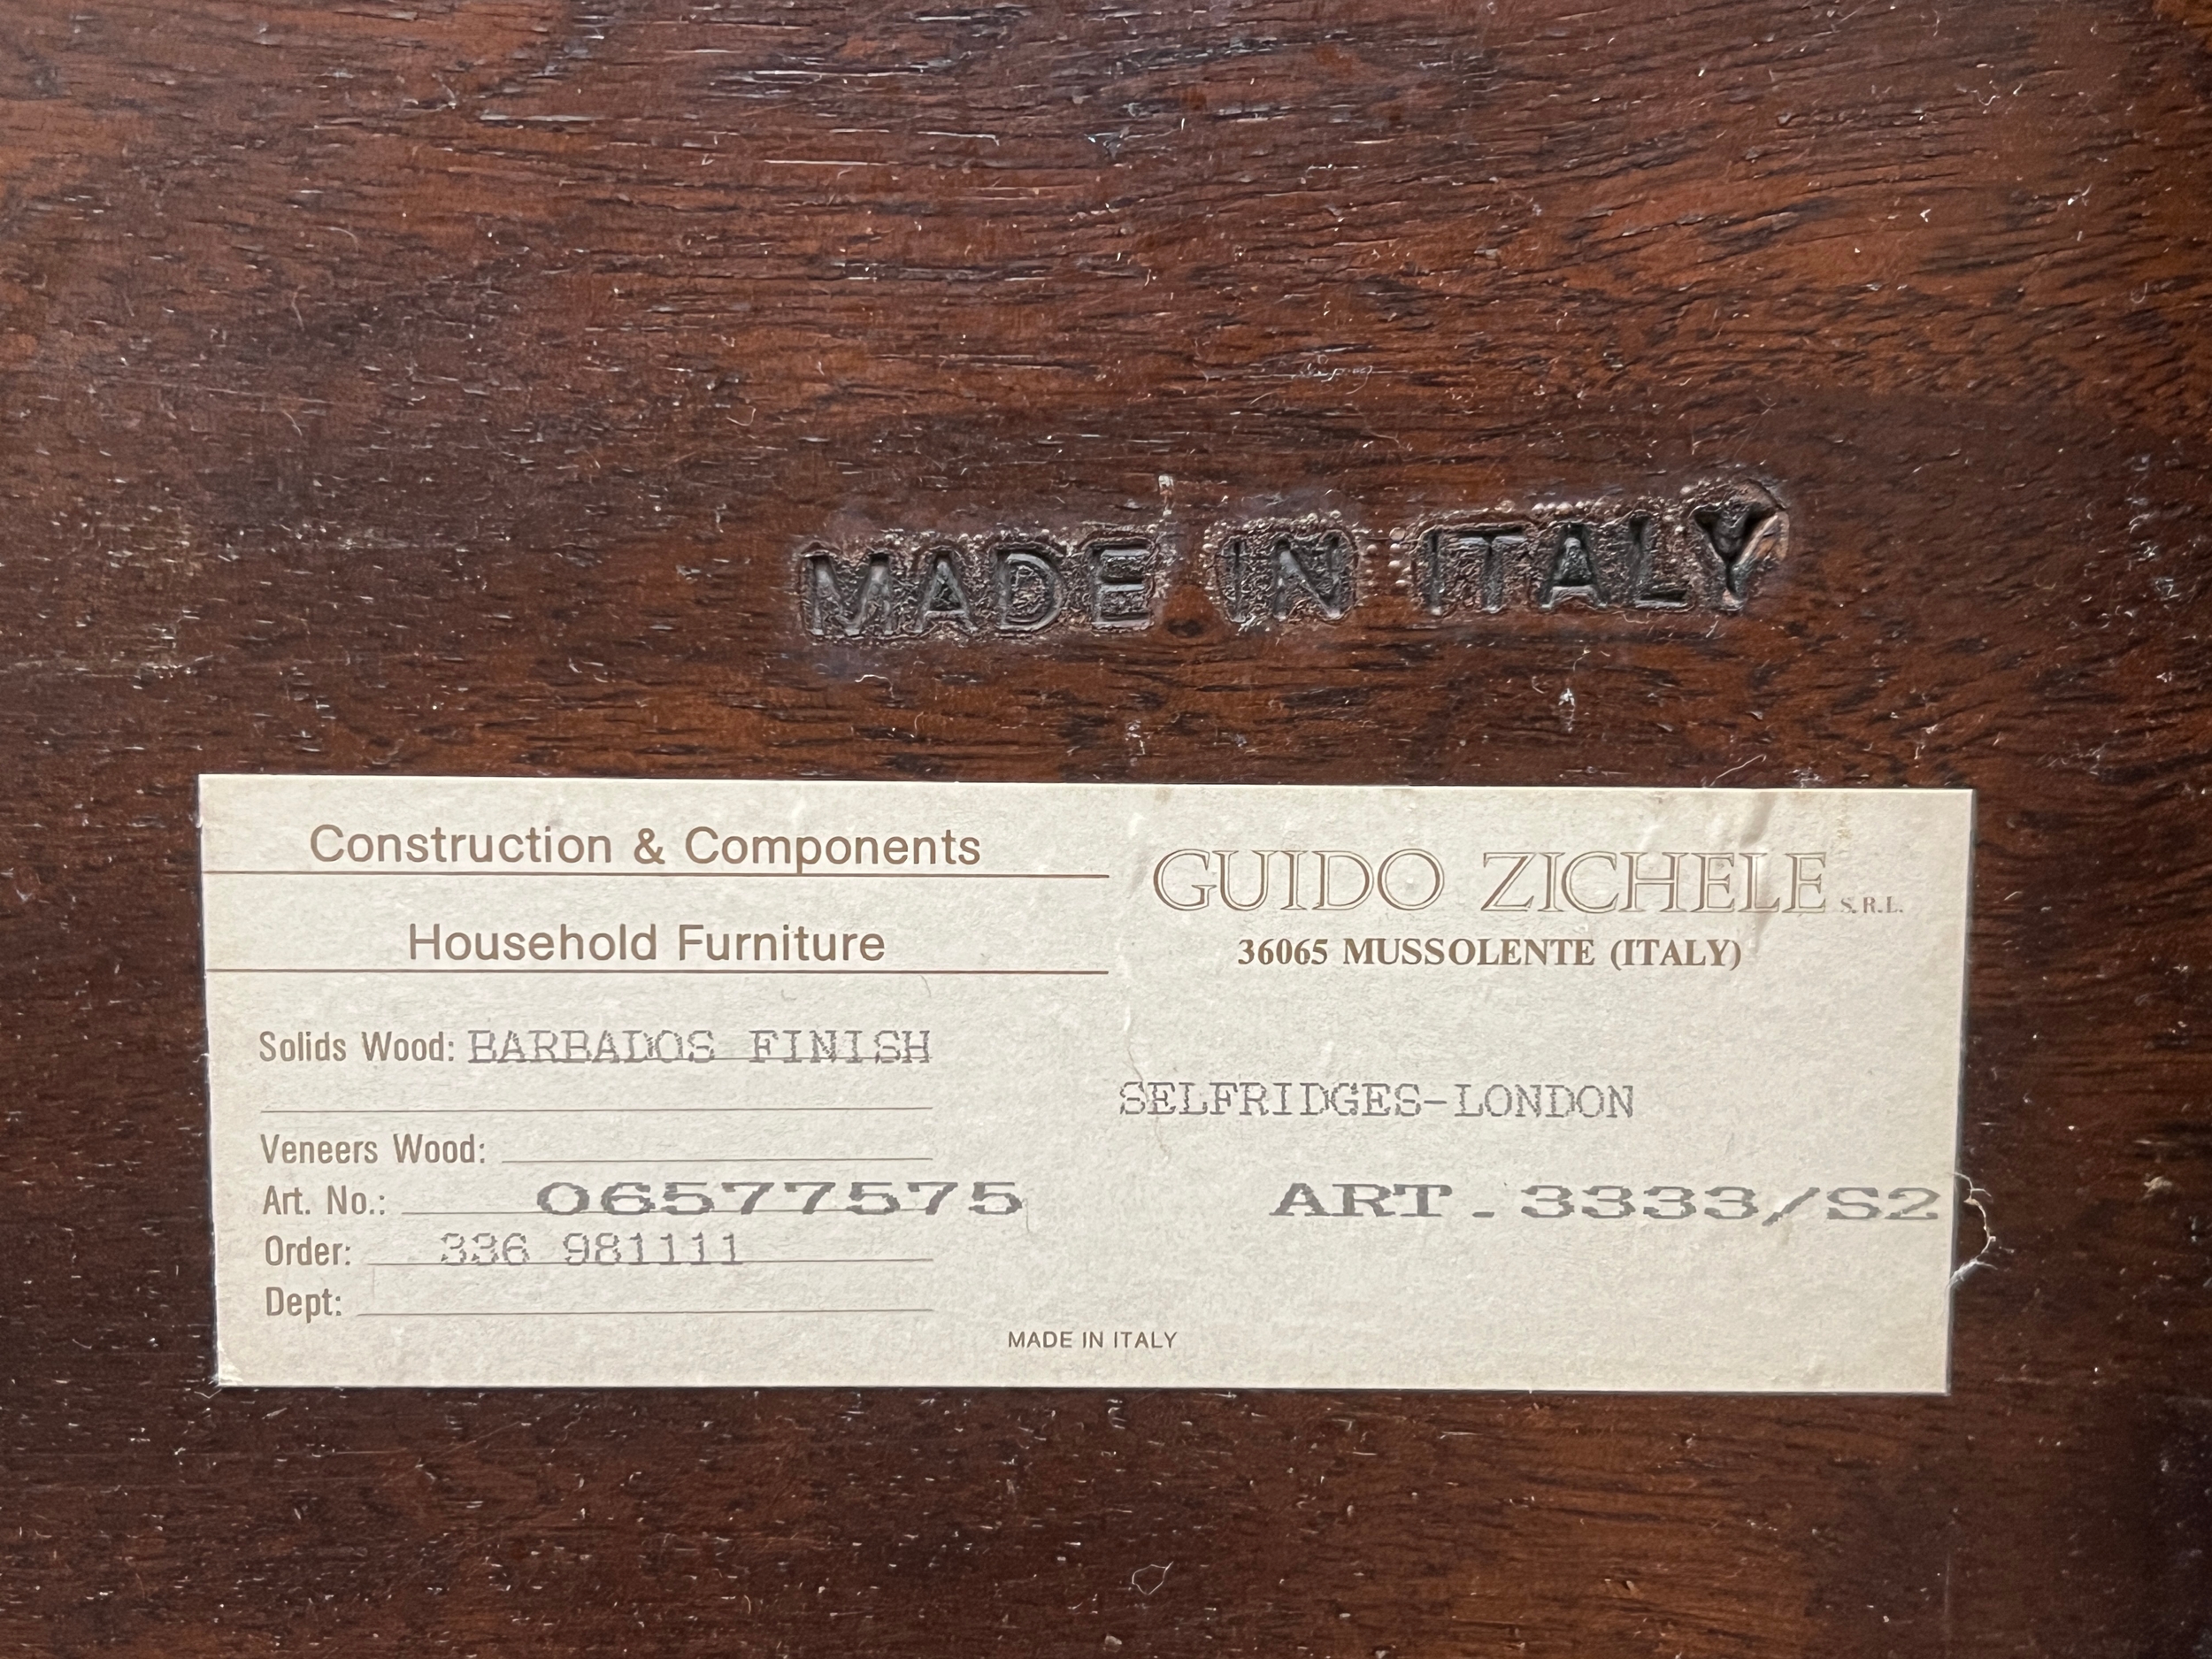 MADE IN ITALY
Construction & Components
Household Furniture
GUIDO ZICHELE S.R.L.
36065 MUSSOLENTE (ITALY)
Solids Wood: BARBADOS FINISH
SELFRIDGES-LONDON
Veneers Wood:
Art. No.: 06577575
ART. 3333/S2
Order: 336 981111
Dept:
MADE IN ITALY